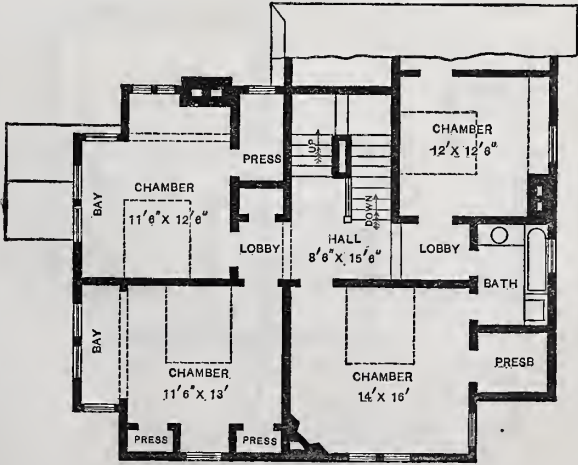 CHAMBER
12' X 12'6"
UP
PRESS
CHAMBER
11'6" X 12'6"
BAY
DOWN
HALL
8'6" X 15'6"
LOBBY
LOBBY
BATH
BAY
CHAMBER
11'6" X 13'
CHAMBER
14' X 16'
PRESB
PRESS
PRESS